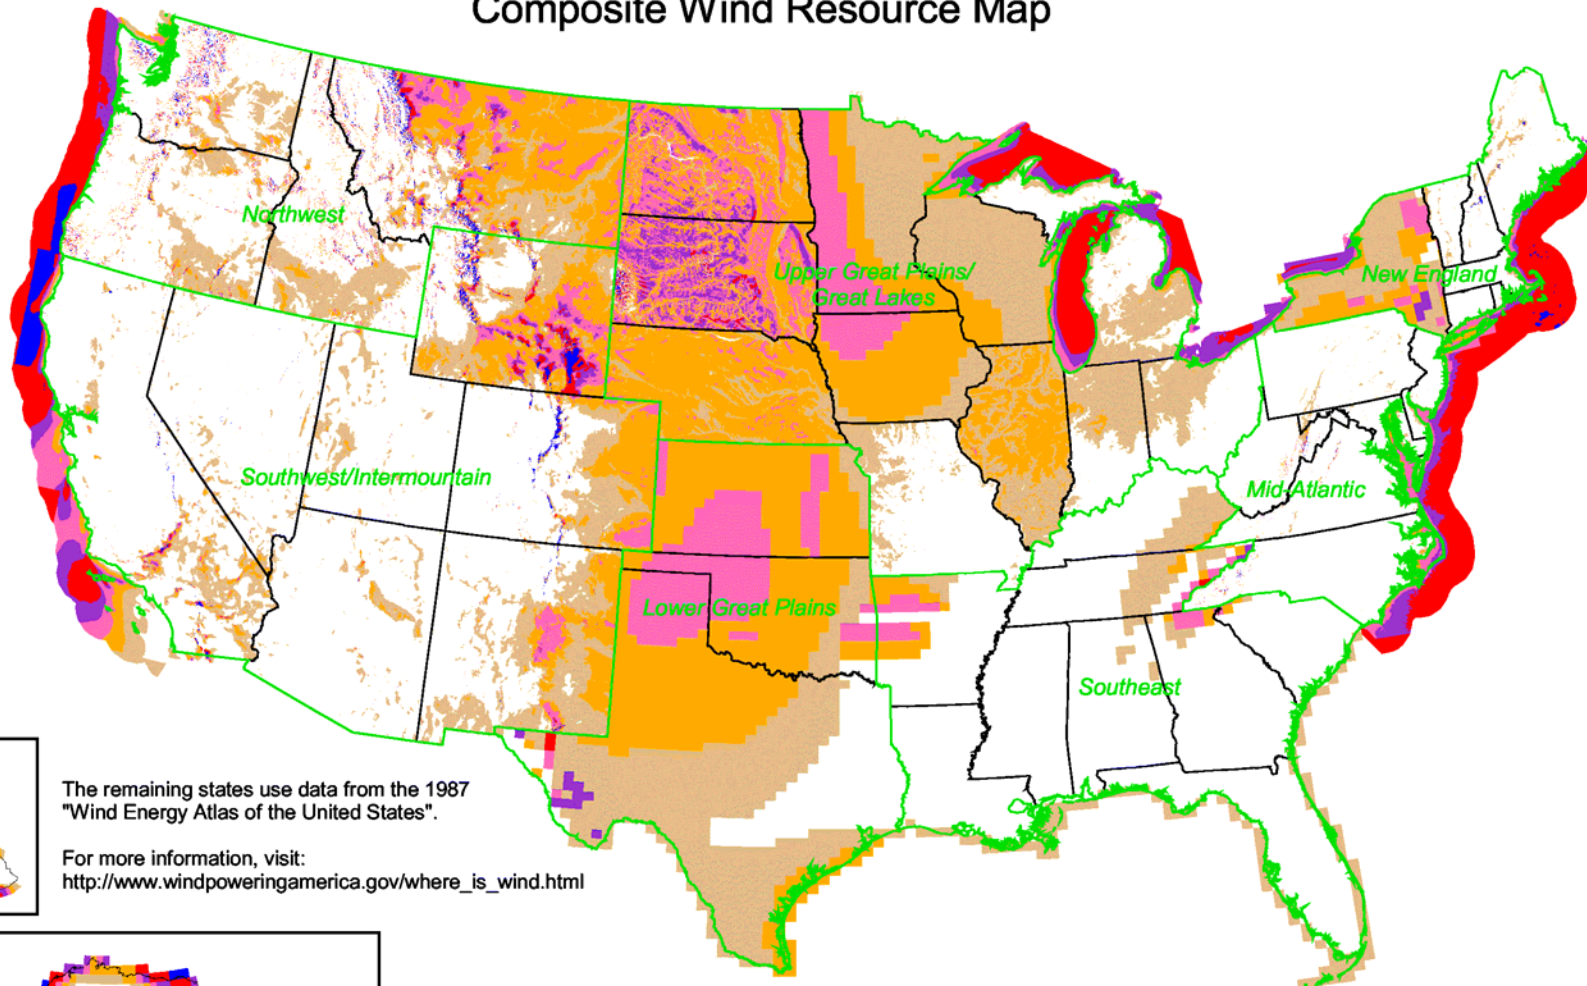 Composite Wind Resource Map
Northwest
Upper Great Plains/
Great Lakes
New England
Southwest/Intermountain
Mid-Atlantic
Lower Great Plains
Southeast
The remaining states use data from the 1987
"Wind Energy Atlas of the United States".
For more information, visit:
http://www.windpoweringamerica.gov/where_is_wind.html